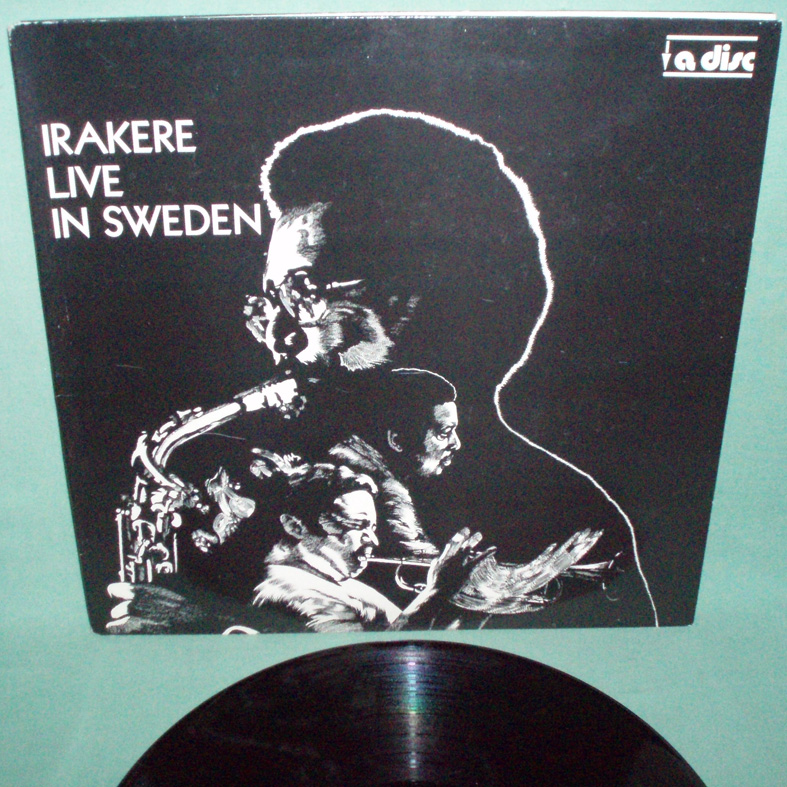 IRAKERE
LIVE
IN SWEDEN
a disc